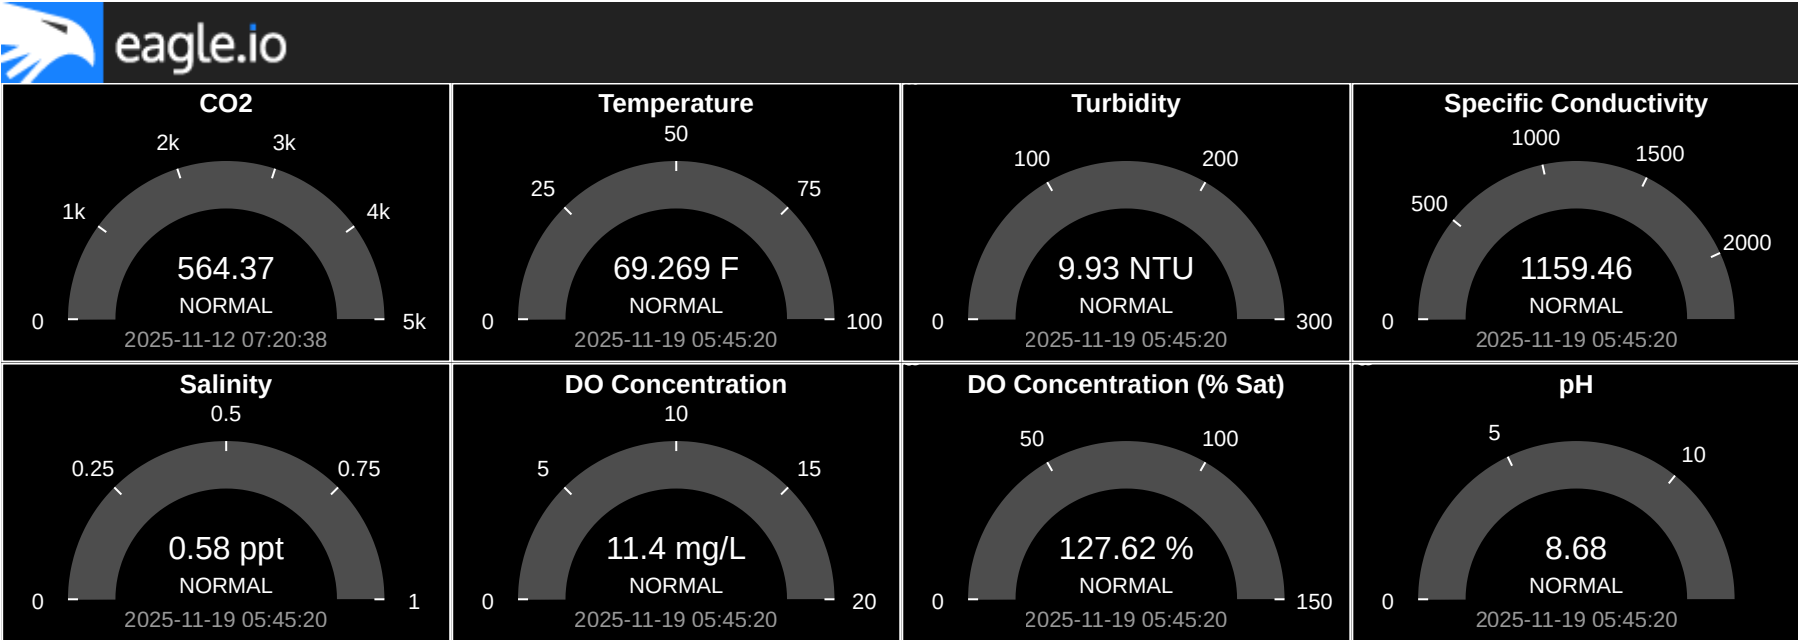 eagle.io
CO2
0
1k
2k
3k
4k
5k
564.37
NORMAL
2025-11-12 07:20:38
Temperature
0
25
50
75
100
69.269 F
NORMAL
2025-11-19 05:45:20
Turbidity
0
100
200
300
9.93 NTU
NORMAL
2025-11-19 05:45:20
Specific Conductivity
0
500
1000
1500
2000
1159.46
NORMAL
2025-11-19 05:45:20
Salinity
0
0.25
0.5
0.75
1
0.58 ppt
NORMAL
2025-11-19 05:45:20
DO Concentration
0
5
10
15
20
11.4 mg/L
NORMAL
2025-11-19 05:45:20
DO Concentration (% Sat)
0
50
100
150
127.62 %
NORMAL
2025-11-19 05:45:20
pH
0
5
10
8.68
NORMAL
2025-11-19 05:45:20